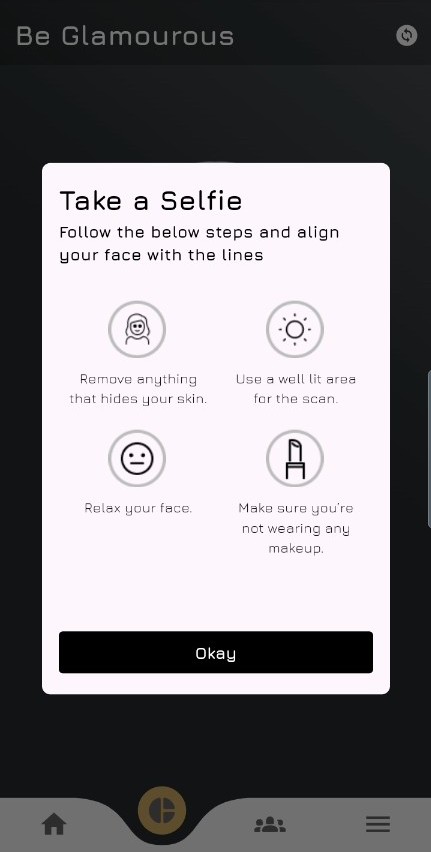 Be Glamourous
Take a Selfie
Follow the below steps and align
your face with the lines
Remove anything
that hides your skin.
Use a well lit area
for the scan.
Relax your face.
Make sure you're
not wearing any
makeup.
Okay